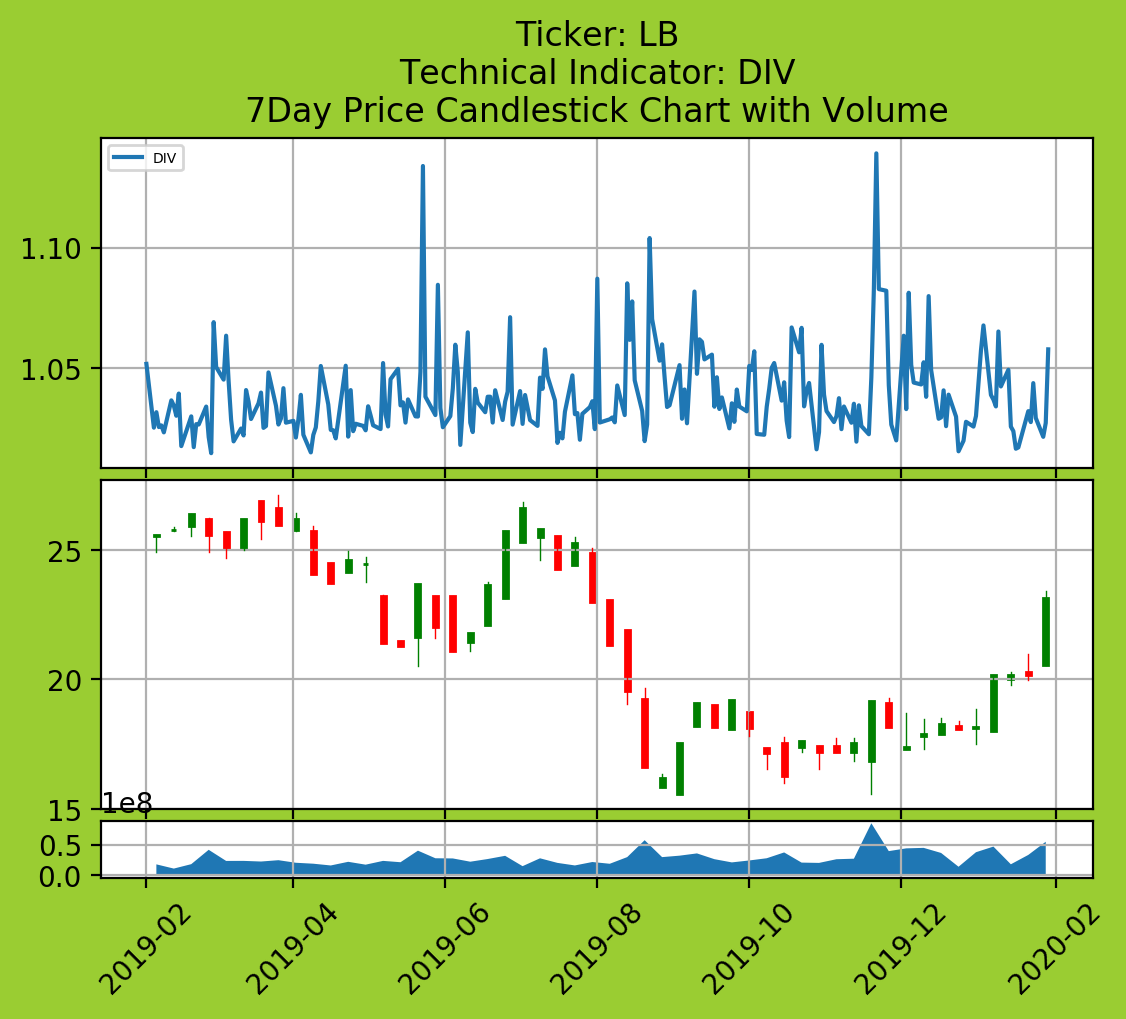 Ticker: LB
Technical Indicator: DIV
7Day Price Candlestick Chart with Volume
DIV
1.10
1.05
25
20
15
1e8
0.5
0.0
2019-02
2019-04
2019-06
2019-08
2019-10
2019-12
2020-02